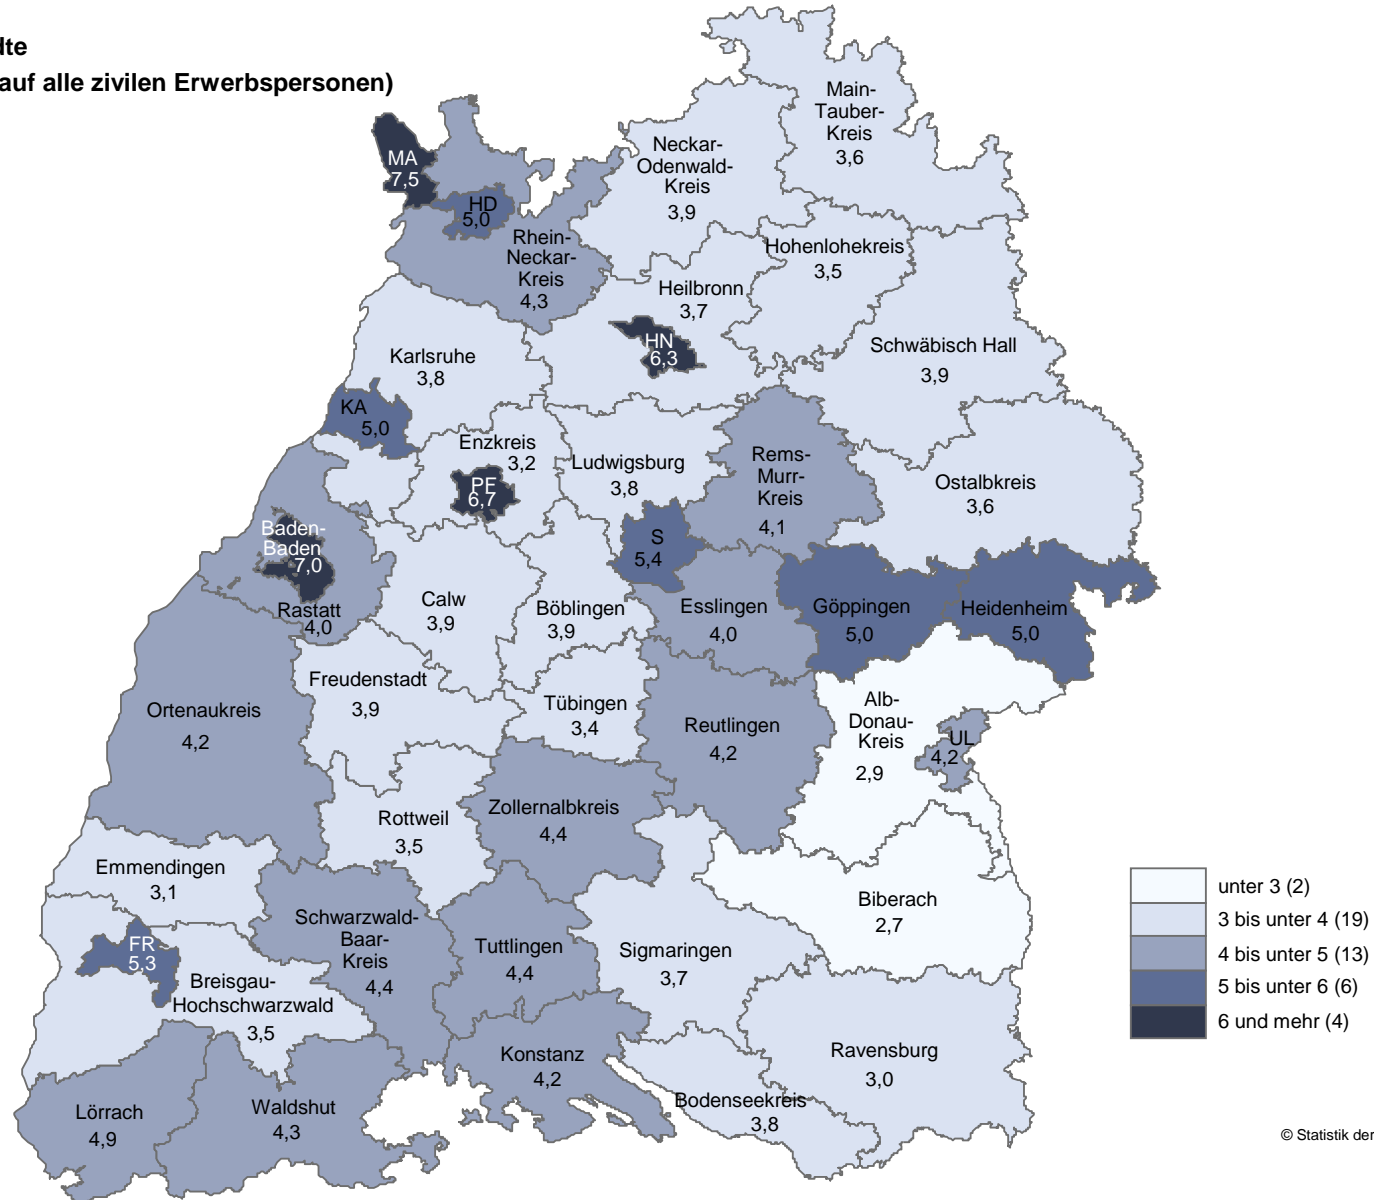 dte
auf alle zivilen Erwerbspersonen)
Main-
Tauber-
Kreis
3,6
Neckar-
Odenwald-
Kreis
3,9
MA
7,5
HD
5,0
Rhein-
Neckar-
Kreis
4,3
Hohenlohekreis
3,5
Heilbronn
3,7
HN
6,3
Schwäbisch Hall
3,9
Karlsruhe
3,8
KA
5,0
Enzkreis
3,2
PF
6,7
Ludwigsburg
3,8
Rems-
Murr-
Kreis
4,1
Ostalbkreis
3,6
Baden-
Baden
7,0
S
5,4
Rastatt
4,0
Calw
3,9
Böblingen
3,9
Esslingen
4,0
Göppingen
5,0
Heidenheim
5,0
Freudenstadt
3,9
Tübingen
3,4
Ortenaukreis
4,2
Reutlingen
4,2
Alb-
Donau-
Kreis
2,9
UL
4,2
Rottweil
3,5
Zollernalbkreis
4,4
Emmendingen
3,1
Biberach
2,7
FR
5,3
Schwarzwald-
Baar-
Kreis
4,4
Tuttlingen
4,4
Sigmaringen
3,7
Breisgau-
Hochschwarzwald
3,5
Konstanz
4,2
Ravensburg
3,0
Bodenseekreis
3,8
Lörrach
4,9
Waldshut
4,3
unter 3 (2)
3 bis unter 4 (19)
4 bis unter 5 (13)
5 bis unter 6 (6)
6 und mehr (4)
© Statistik der